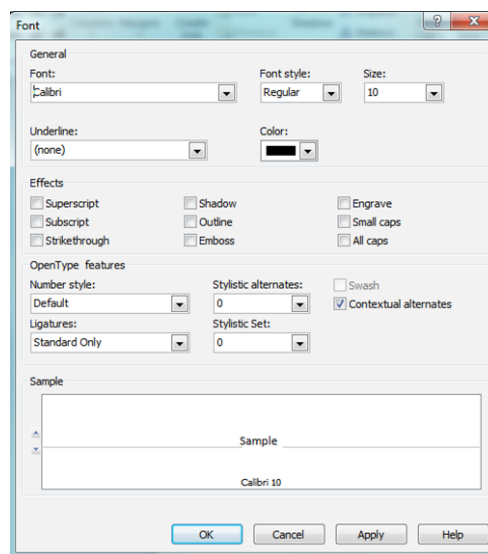 Font
General
Font: Font style: Size:
Calibri Regular 10
Underline: Color:
(none)
Effects
Superscript Shadow Engrave
Subscript Outline Small caps
Strikethrough Emboss All caps
OpenType features
Number style: Stylistic alternates: Swash
Default 0 Contextual alternates
Ligatures: Stylistic Set:
Standard Only 0
Sample
Sample
Calibri 10
OK Cancel Apply Help